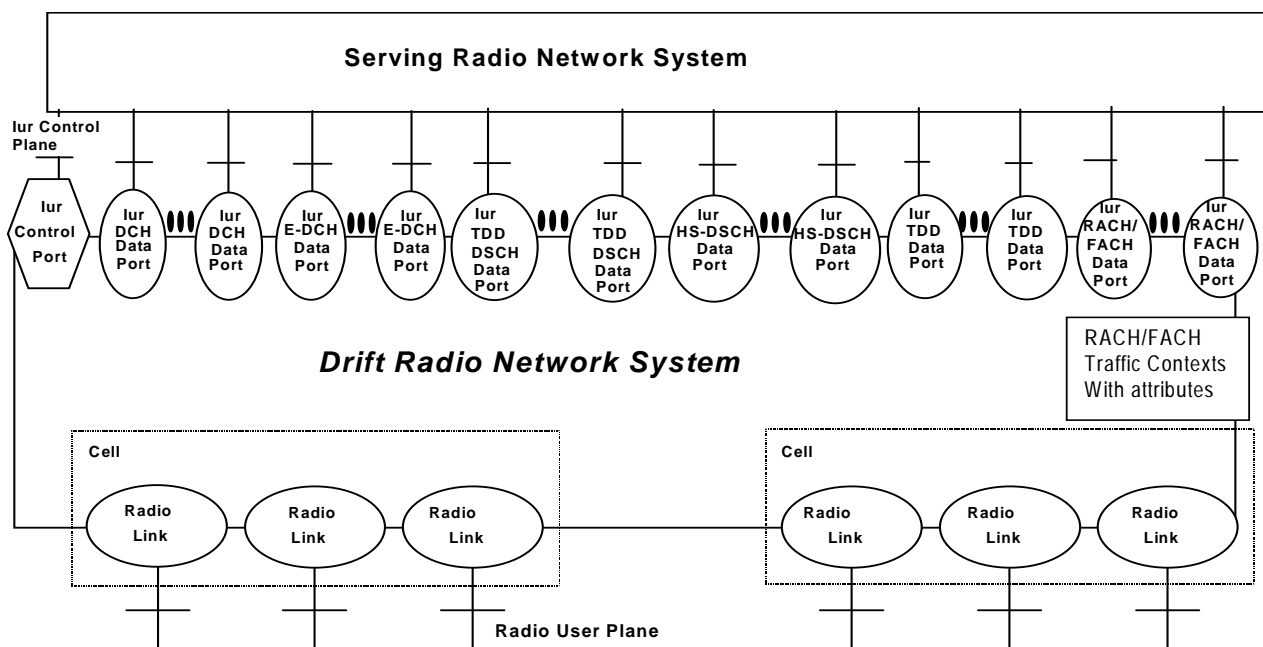 Serving Radio Network System
Iur Control
Plane
Iur
Control
Port
Iur
DCH
Data
Port
Iur
DCH
Data
Port
Iur
E-DCH
Data
Port
Iur
E-DCH
Data
Port
Iur
TDD
DSCH
Data
Port
Iur
TDD
DSCH
Data
Port
Iur
HS-DSCH
Data
Port
Iur
HS-DSCH
Data
Port
Iur
TDD
Data
Port
Iur
TDD
Data
Port
Iur
RACH/
FACH
Data
Port
Iur
RACH/
FACH
Data
Port
Drift Radio Network System
RACH/FACH
Traffic Contexts
With attributes
Cell
Radio
Link
Radio
Link
Radio
Link
Cell
Radio
Link
Radio
Link
Radio
Link
Radio User Plane